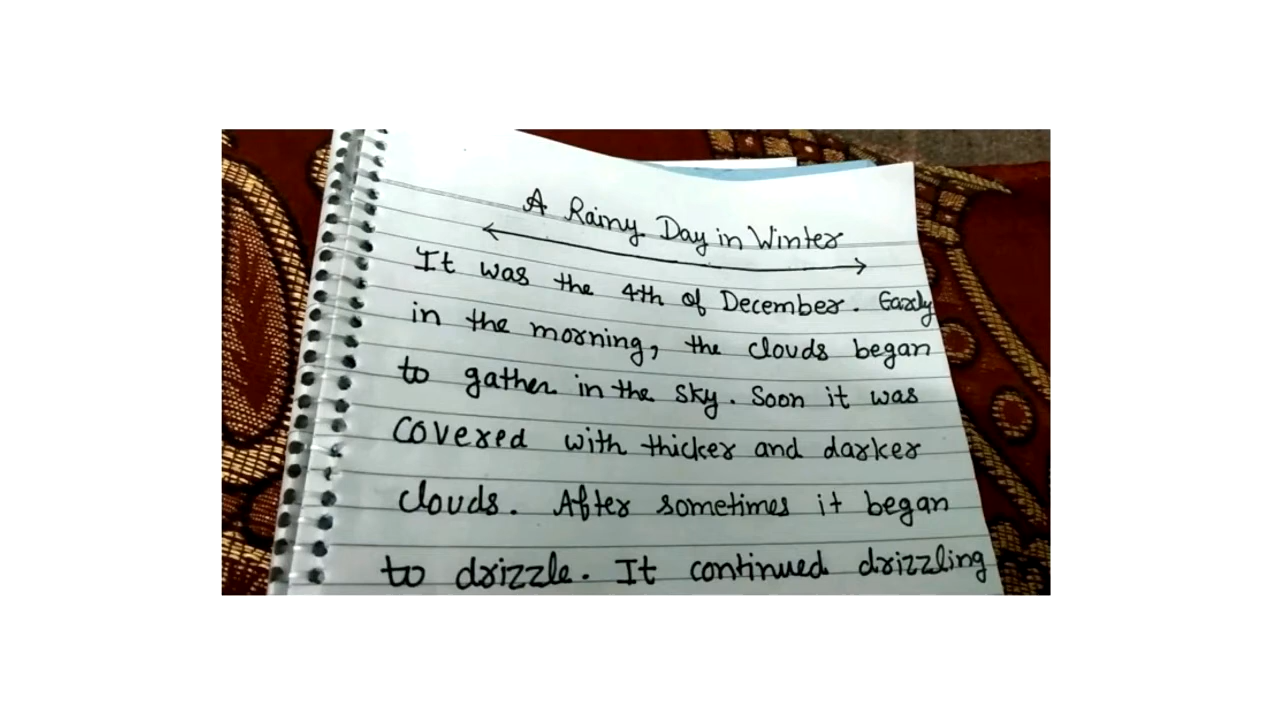 A Rainy Day in Winter
It was the 4th of December. Early
in the morning, the clouds began
to gather in the sky. Soon it was
Covered with thicker and darker
clouds. After sometimes it began
to drizzle. It continued drizzling